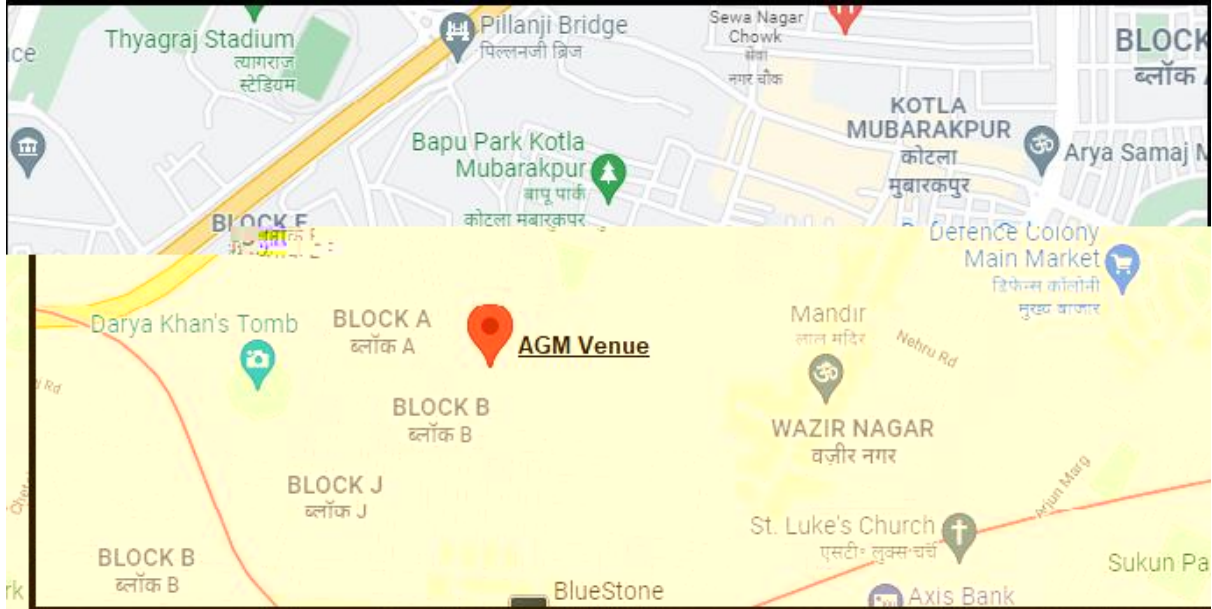 Thyagraj Stadium
त्यागराज
स्टेडियम
Pillanji Bridge
पिल्लनजी ब्रिज
Sewa Nagar
Chowk
सेवा
नगर चौक
BLOCK
ब्लॉक
KOTLA
MUBARAKPUR
कोटला
मुबारकपुर
Arya Samaj M
Bapu Park Kotla
Mubarakpur
बापू पार्क
कोटला मुबारकपुर
BLOCK F
Defence Colony
Main Market
डिफेन्स कॉलोनी
मुख्य बाजार
Darya Khan's Tomb
BLOCK A
ब्लॉक A
AGM Venue
Mandir
लाल मंदिर
Nehru Rd
Rd
BLOCK B
ब्लॉक B
WAZIR NAGAR
वज़ीर नगर
BLOCK J
ब्लॉक J
Arjun Marg
St. Luke's Church
एसटी॰ लुक्स चर्च
BLOCK B
ब्लॉक B
Sukun Pa
BlueStone
Axis Bank